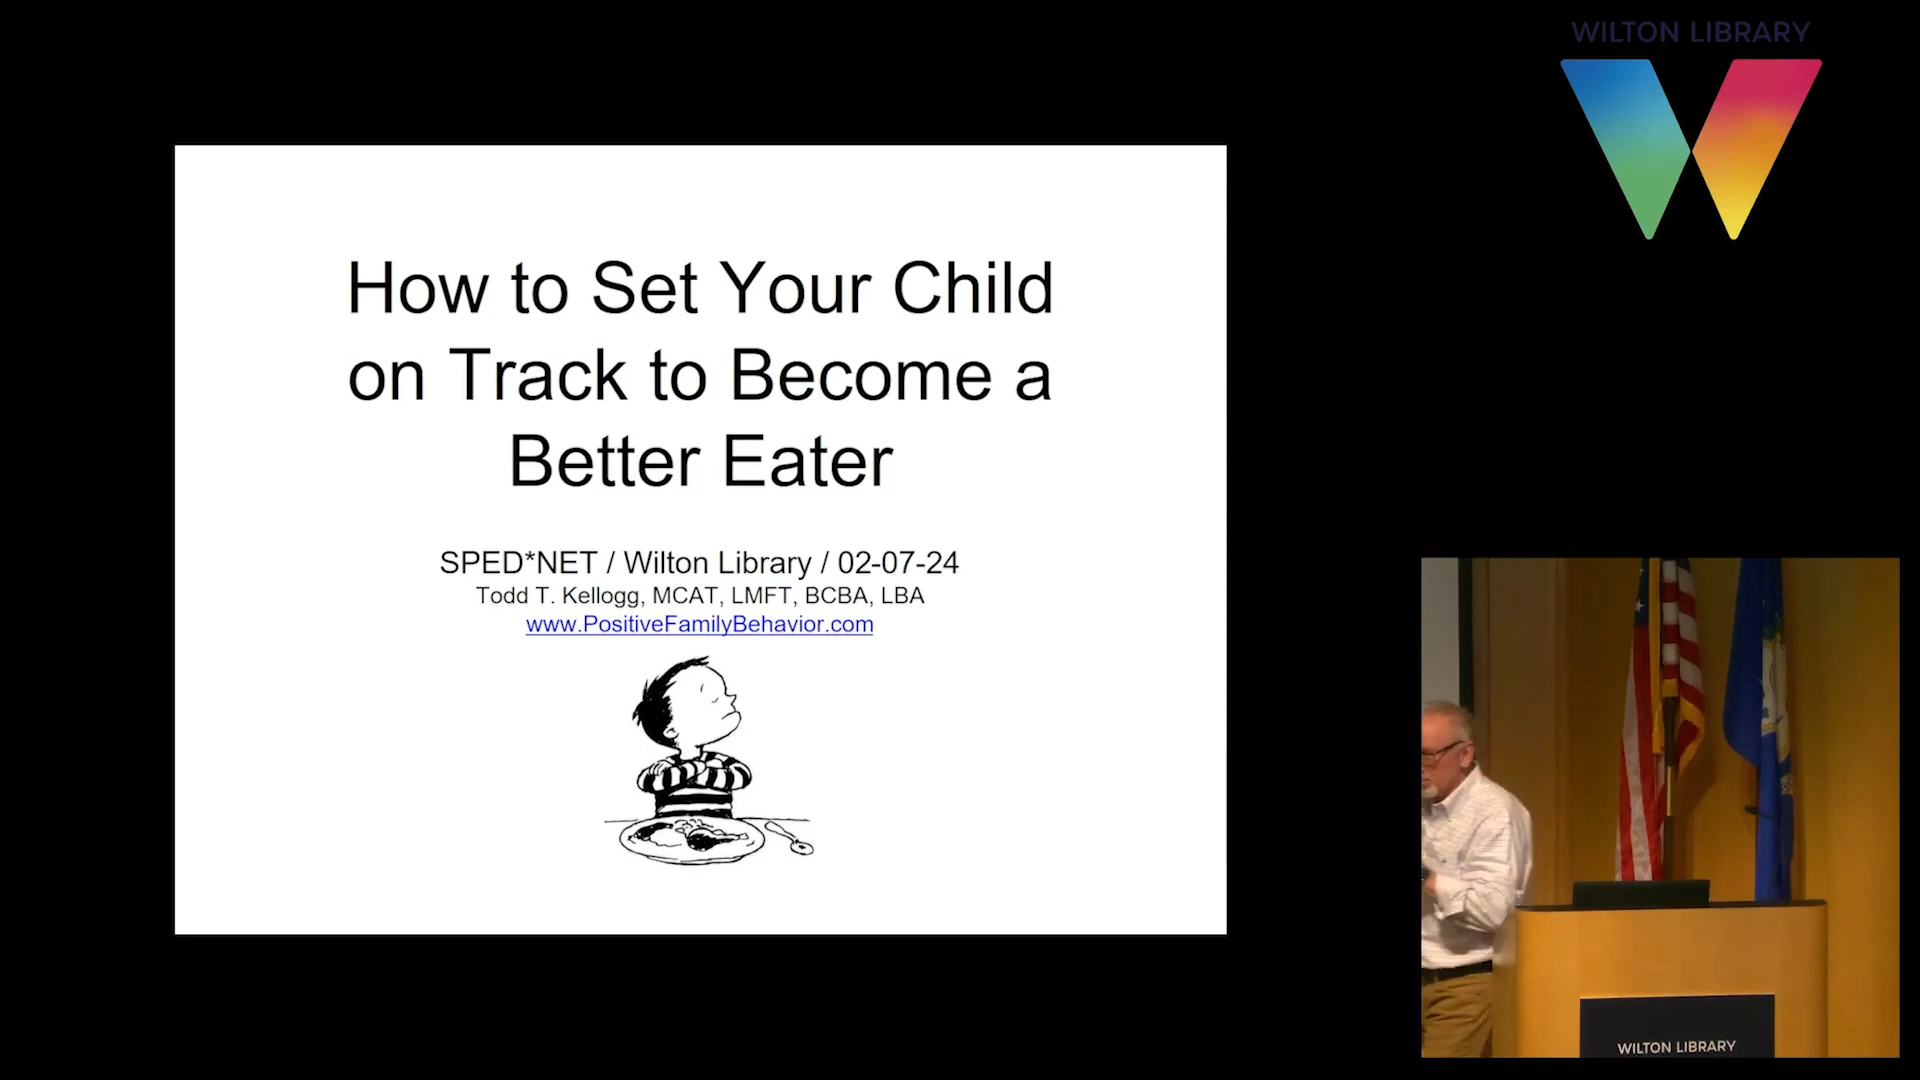 WILTON LIBRARY
How to Set Your Child
on Track to Become a
Better Eater
SPED*NET / Wilton Library / 02-07-24
Todd T. Kellogg, MCAT, LMFT, BCBA, LBA
www.PositiveFamilyBehavior.com
WILTON LIBRARY